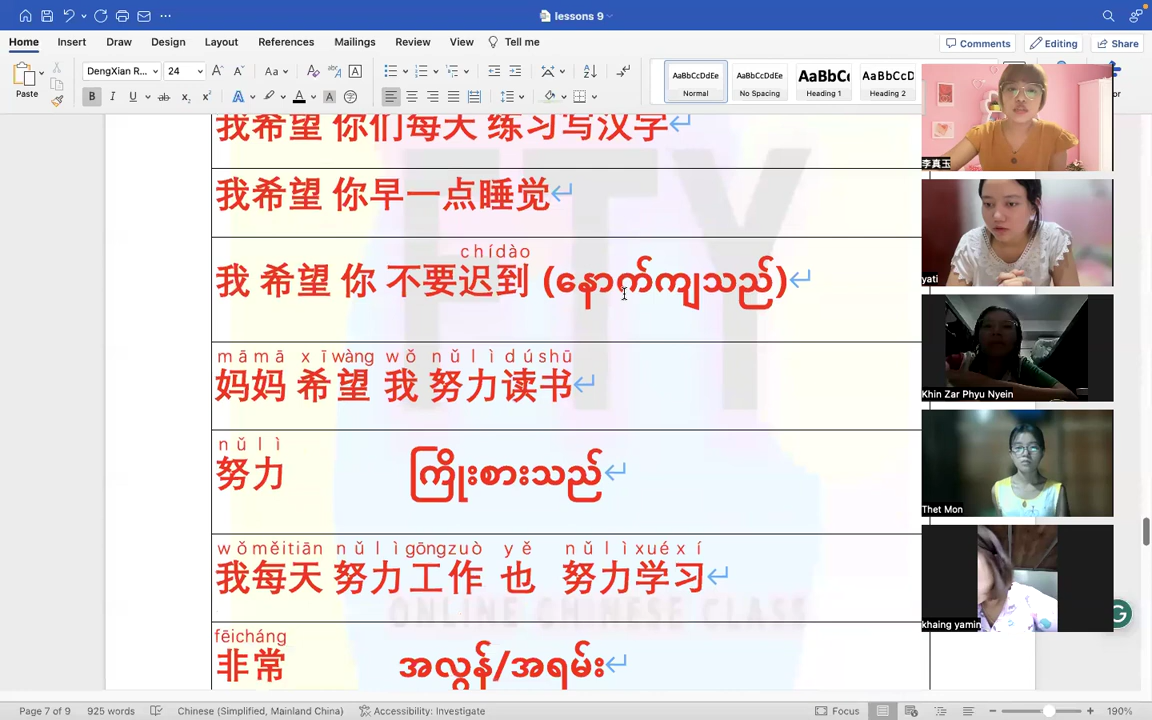 lessons 9
Home Insert Draw Design Layout References Mailings Review View Tell me
Comments Editing Share
Paste
DengXian R... 24
AaBbCcDdEe Normal
AaBbCcDdEe No Spacing
AaBbC Heading 1
AaBbCcD Heading 2
我希望 你们每天 练习写汉字
我希望 你早一点睡觉
chídào
我 希望 你 不要迟到 (နောက်ကျသည်)
māmā xīwàng wǒ nǔlì dúshū
妈妈 希望 我 努力读书
nǔlì
努力 ကြိုးစားသည်
wǒměitiān nǔlìgōngzuò yě nǔlìxuéxí
我每天 努力工作 也 努力学习
fēicháng
非常 အလွန်/အရမ်း
FTY
ONLINE CHINESE CLASS
李真玉
yati
Khin Zar Phyu Nyein
Thet Mon
khaing yamin
Page 7 of 9 925 words Chinese (Simplified, Mainland China) Accessibility: Investigate Focus 190%